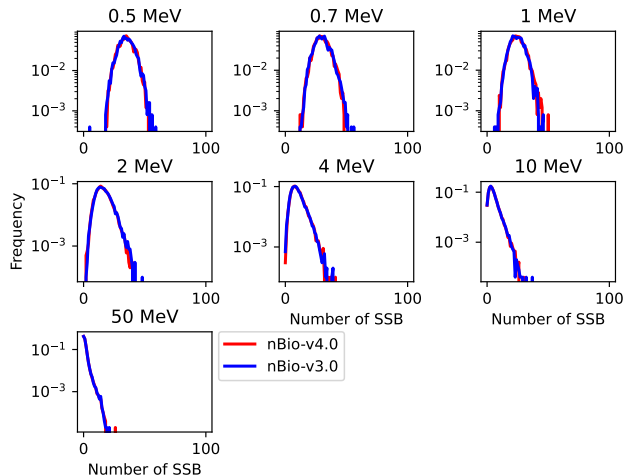 0.5 MeV
0.7 MeV
1 MeV
10⁻²
10⁻³
0
100
10⁻²
10⁻³
0
100
10⁻²
10⁻³
0
100
2 MeV
4 MeV
10 MeV
Frequency
10⁻¹
10⁻³
0
100
10⁻¹
10⁻³
0
100
Number of SSB
10⁻¹
10⁻³
0
100
Number of SSB
50 MeV
10⁻¹
10⁻³
0
100
Number of SSB
nBio-v4.0
nBio-v3.0